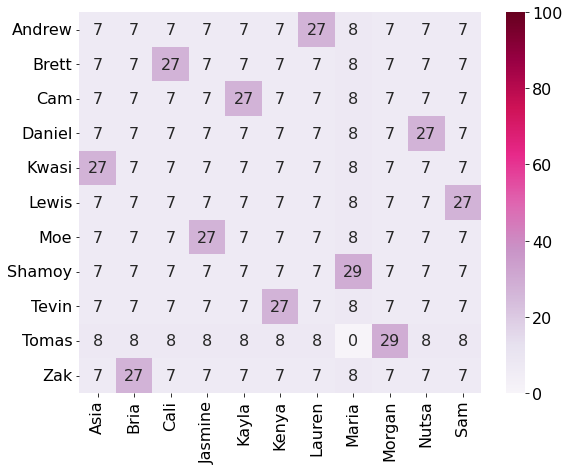 Andrew 7 7 7 7 7 7 27 8 7 7 7
Brett 7 7 27 7 7 7 7 8 7 7 7
Cam 7 7 7 7 27 7 7 8 7 7 7
Daniel 7 7 7 7 7 7 7 8 7 27 7
Kwasi 27 7 7 7 7 7 7 8 7 7 7
Lewis 7 7 7 7 7 7 7 8 7 7 27
Moe 7 7 7 27 7 7 7 8 7 7 7
Shamoy 7 7 7 7 7 7 7 29 7 7 7
Tevin 7 7 7 7 7 27 7 8 7 7 7
Tomas 8 8 8 8 8 8 8 0 29 8 8
Zak 7 27 7 7 7 7 7 8 7 7 7
Asia
Bria
Cali
Jasmine
Kayla
Kenya
Lauren
Maria
Morgan
Nutsa
Sam
100
80
60
40
20
0